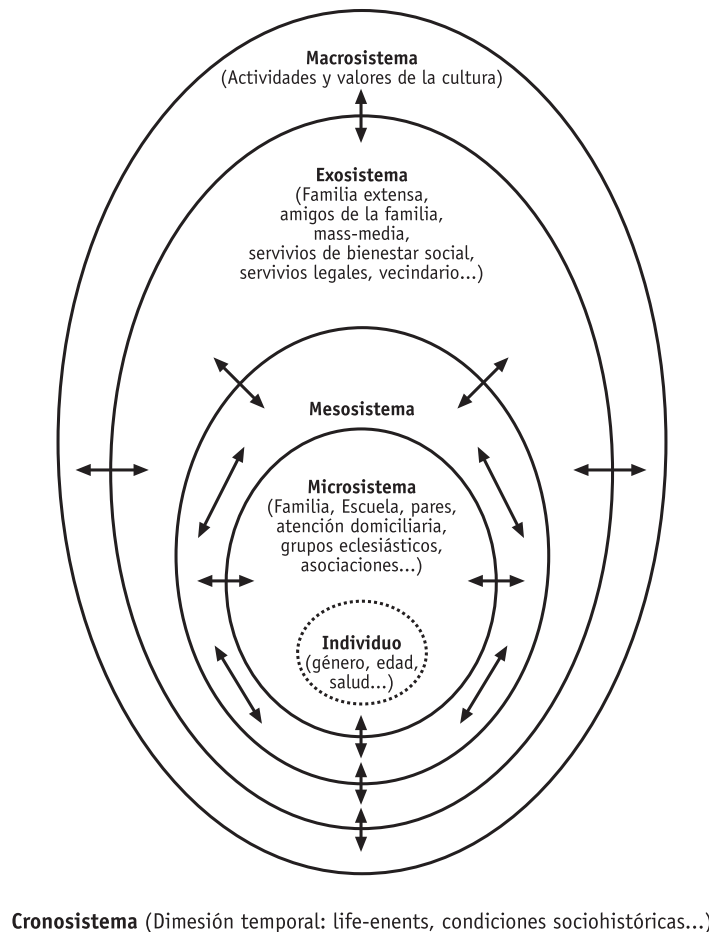 Macrosistema
(Actividades y valores de la cultura)
Exosistema
(Familia extensa,
amigos de la familia,
mass-media,
servivios de bienestar social,
servivios legales, vecindario...)
Mesosistema
Microsistema
(Familia, Escuela, pares,
atención domiciliaria,
grupos eclesiásticos,
asociaciones...)
Individuo
(género, edad,
salud...)
Cronosistema (Dimesión temporal: life-enents, condiciones sociohistóricas...)